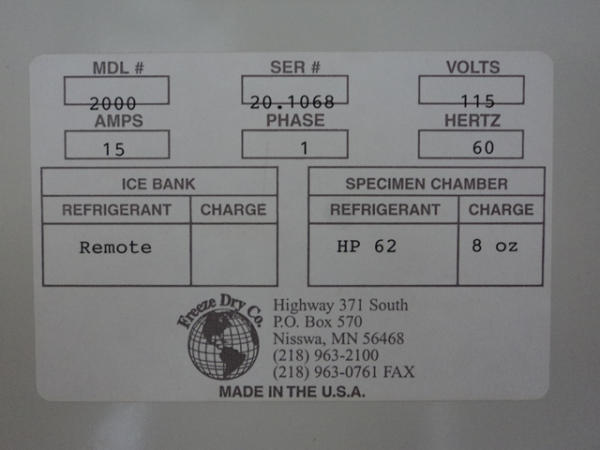 MDL # SER # VOLTS
2000 20.1068 115
AMPS PHASE HERTZ
15 1 60
ICE BANK SPECIMEN CHAMBER
REFRIGERANT CHARGE REFRIGERANT CHARGE
Remote HP 62 8 oz
Freeze Dry Co.
Highway 371 South
P.O. Box 570
Nisswa, MN 56468
(218) 963-2100
(218) 963-0761 FAX
MADE IN THE U.S.A.